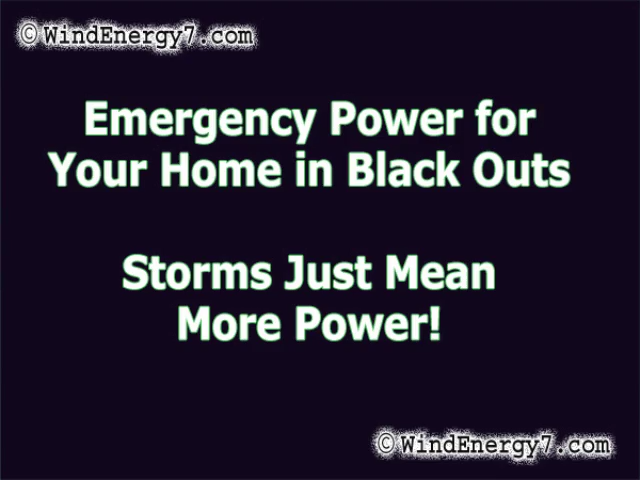 © WindEnergy7.com
Emergency Power for
Your Home in Black Outs
Storms Just Mean
More Power!
© WindEnergy7.com